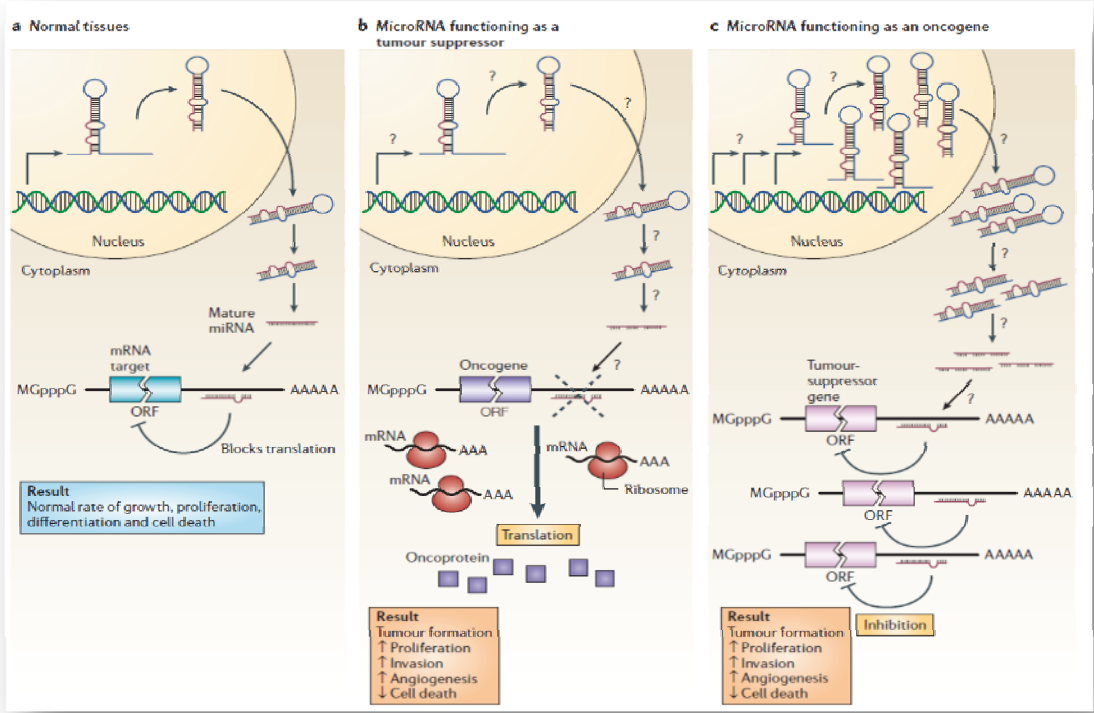 a Normal tissues
Nucleus
Cytoplasm
Mature
miRNA
mRNA
target
MGpppG
AAAAA
ORF
Blocks translation
Result
Normal rate of growth, proliferation,
differentiation and cell death
b MicroRNA functioning as a
tumour suppressor
?
?
?
Nucleus
Cytoplasm
?
?
?
Oncogene
MGpppG
AAAAA
ORF
mRNA
AAA
mRNA
AAA
mRNA
AAA
Ribosome
Translation
Oncoprotein
Result
Tumour formation
↑ Proliferation
↑ Invasion
↑ Angiogenesis
↓ Cell death
c MicroRNA functioning as an oncogene
?
?
?
Nucleus
Cytoplasm
?
?
?
Tumour-
suppressor
gene
MGpppG
AAAAA
ORF
MGpppG
AAAAA
ORF
MGpppG
AAAAA
ORF
Inhibition
Result
Tumour formation
↑ Proliferation
↑ Invasion
↑ Angiogenesis
↓ Cell death